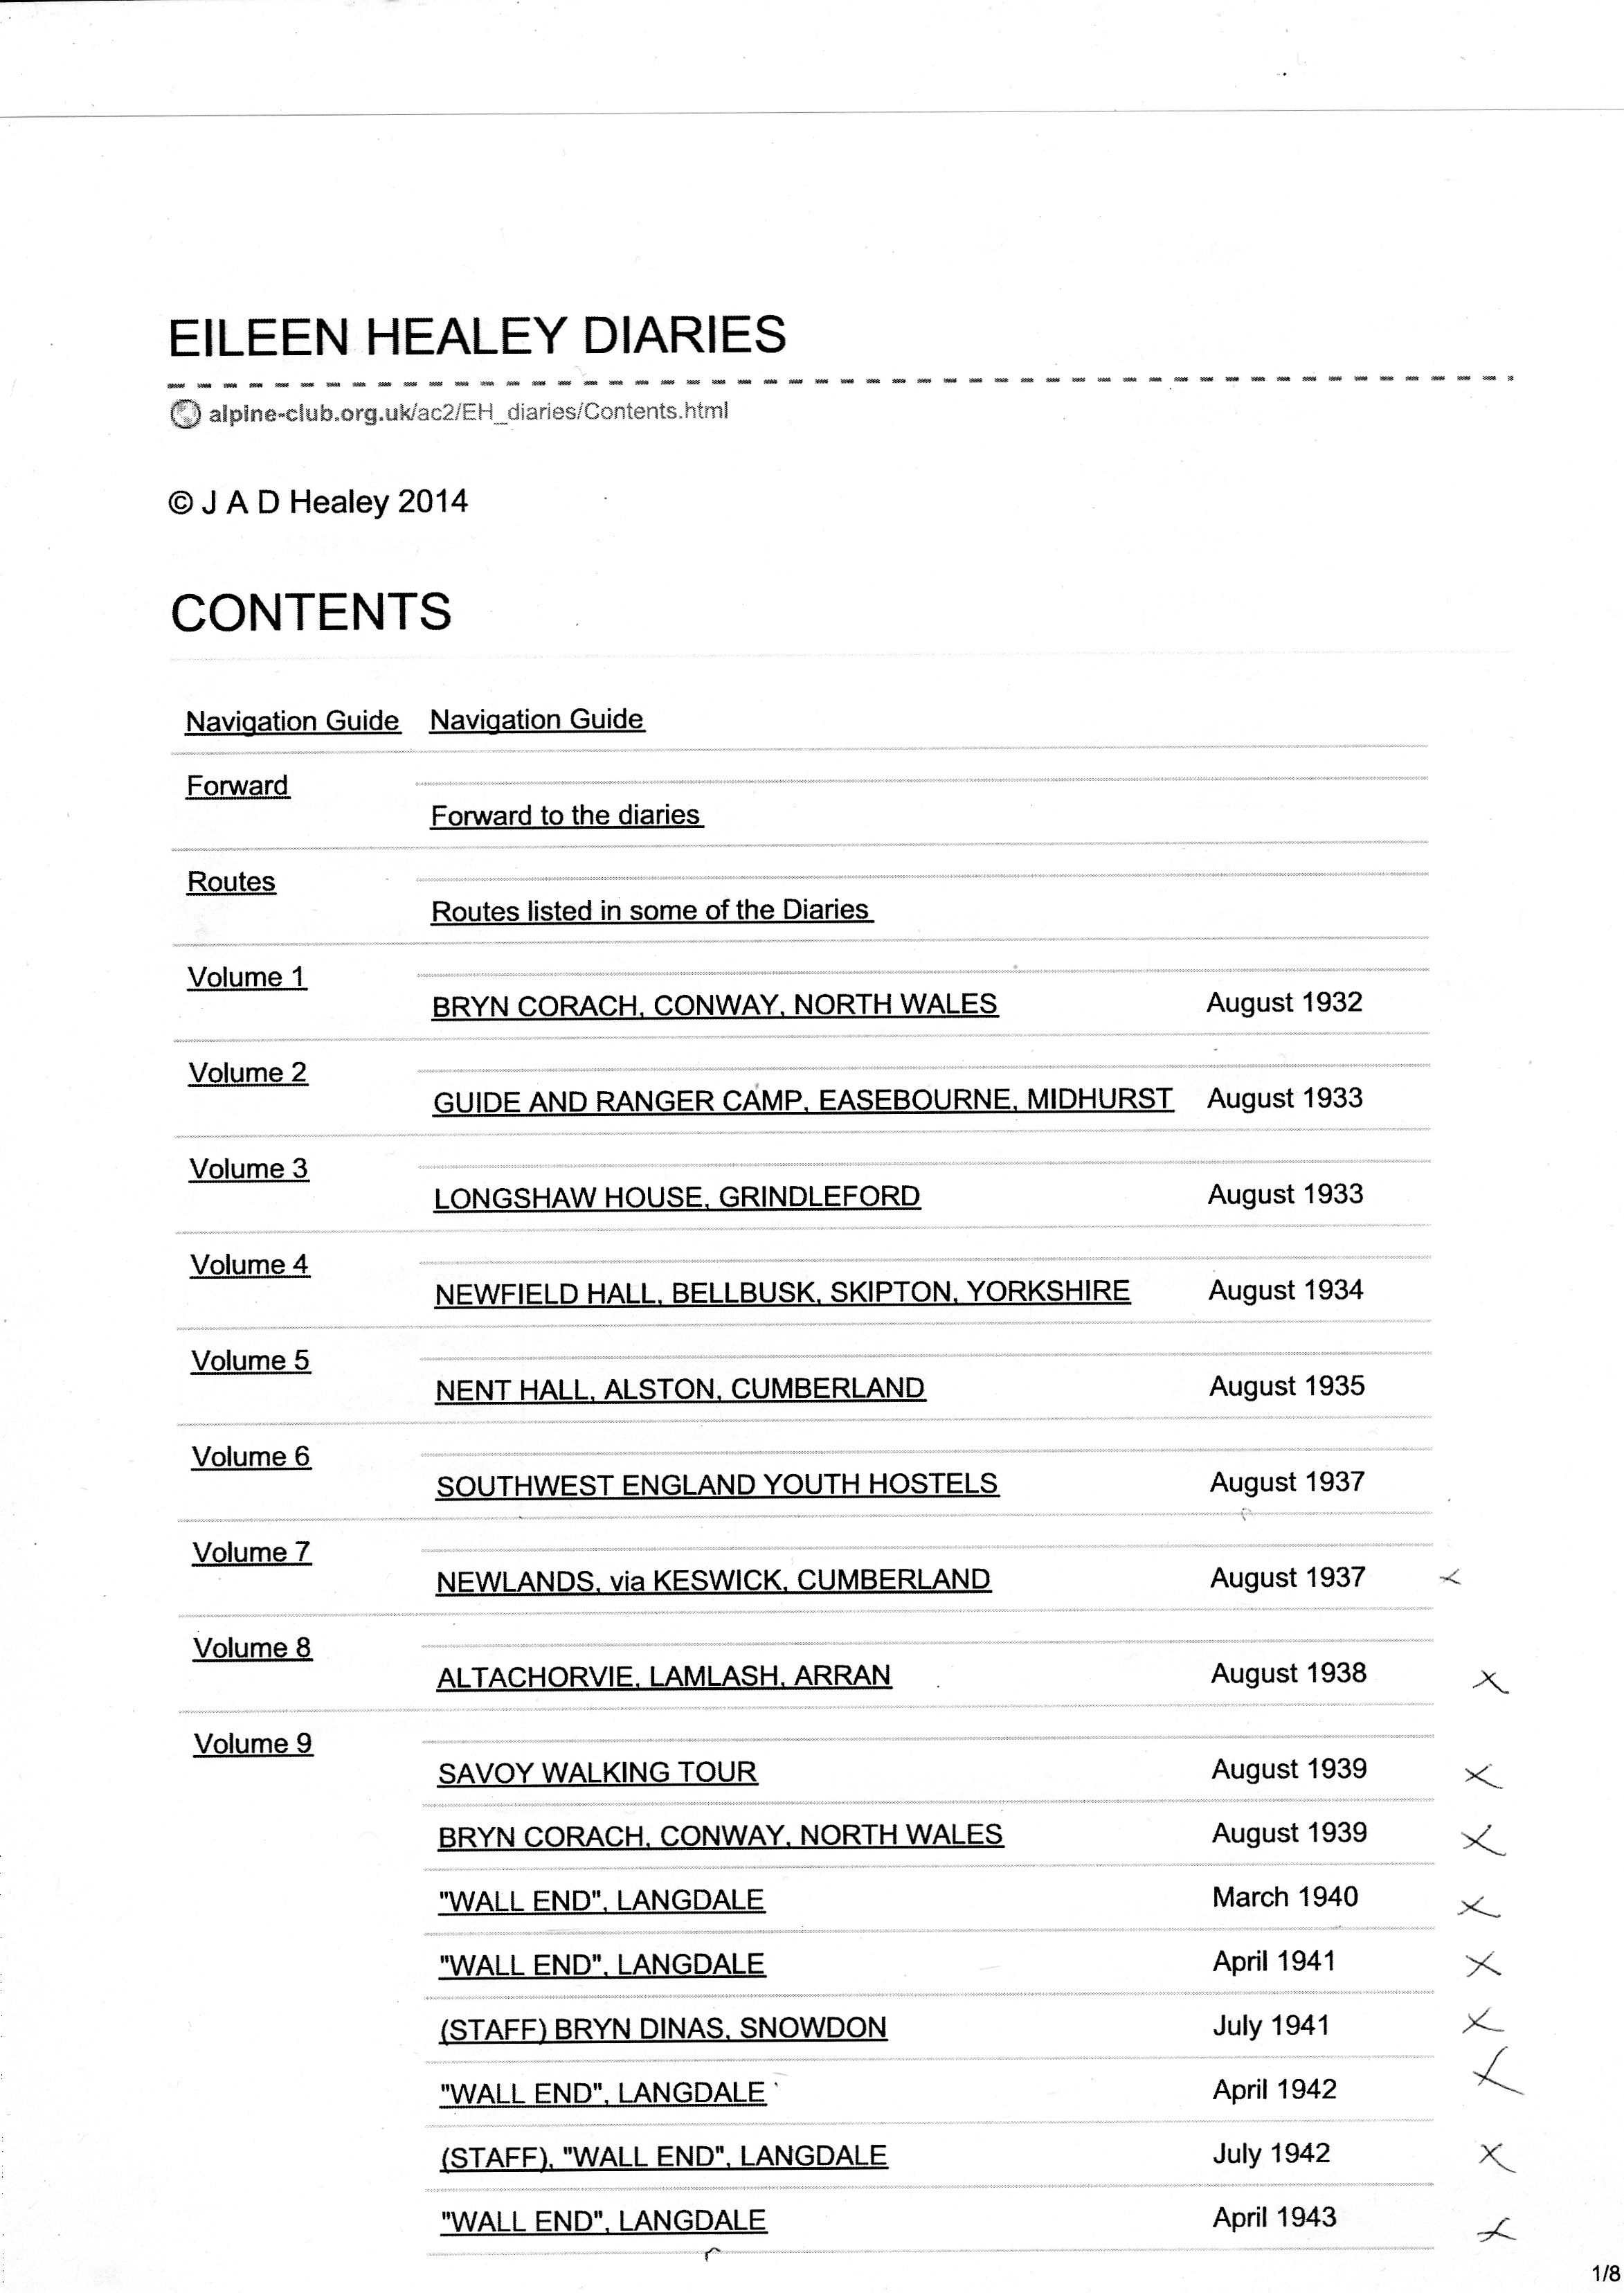 EILEEN HEALEY DIARIES
alpine-club.org.uk/ac2/EH_diaries/Contents.html
© J A D Healey 2014
CONTENTS
Navigation Guide Navigation Guide
Forward
Forward to the diaries
Routes
Routes listed in some of the Diaries
Volume 1
BRYN CORACH, CONWAY, NORTH WALES August 1932
Volume 2
GUIDE AND RANGER CAMP, EASEBOURNE, MIDHURST August 1933
Volume 3
LONGSHAW HOUSE, GRINDLEFORD August 1933
Volume 4
NEWFIELD HALL, BELLBUSK, SKIPTON, YORKSHIRE August 1934
Volume 5
NENT HALL, ALSTON, CUMBERLAND August 1935
Volume 6
SOUTHWEST ENGLAND YOUTH HOSTELS August 1937
Volume 7
NEWLANDS, via KESWICK, CUMBERLAND August 1937 x
Volume 8
ALTACHORVIE, LAMLASH, ARRAN August 1938 x
Volume 9
SAVOY WALKING TOUR August 1939 x
BRYN CORACH, CONWAY, NORTH WALES August 1939 x
"WALL END", LANGDALE March 1940 x
"WALL END", LANGDALE April 1941 x
(STAFF) BRYN DINAS, SNOWDON July 1941 x
"WALL END", LANGDALE April 1942 x
(STAFF), "WALL END", LANGDALE July 1942 x
"WALL END", LANGDALE April 1943 x
1/8